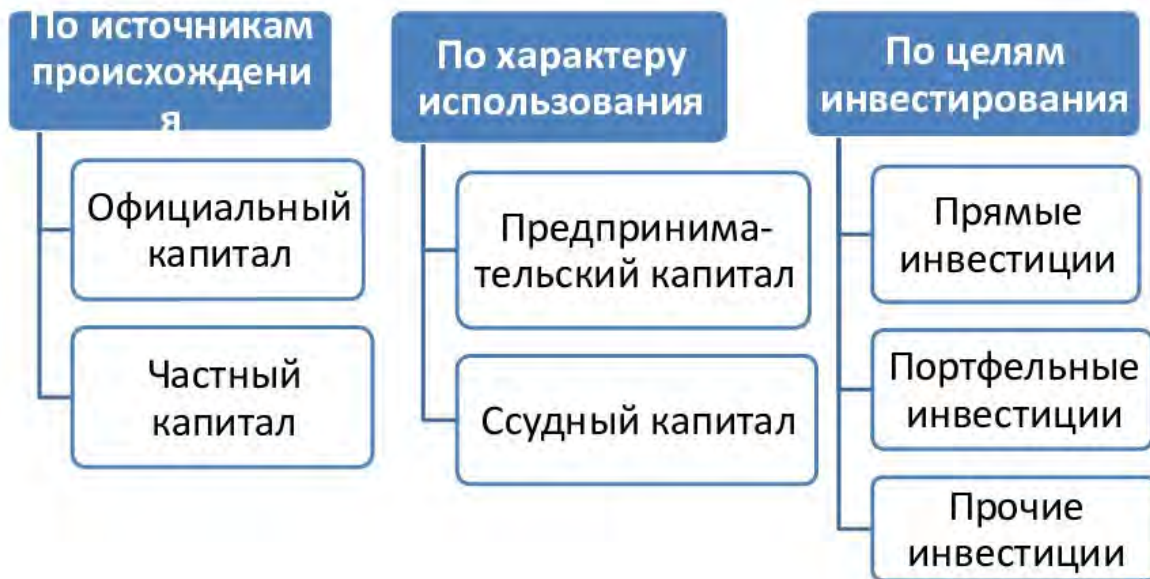 По источникам
происхождени
я
Официальный
капитал
Частный
капитал
По характеру
использования
Предпринима-
тельский капитал
Ссудный капитал
По целям
инвестирования
Прямые
инвестиции
Портфельные
инвестиции
Прочие
инвестиции